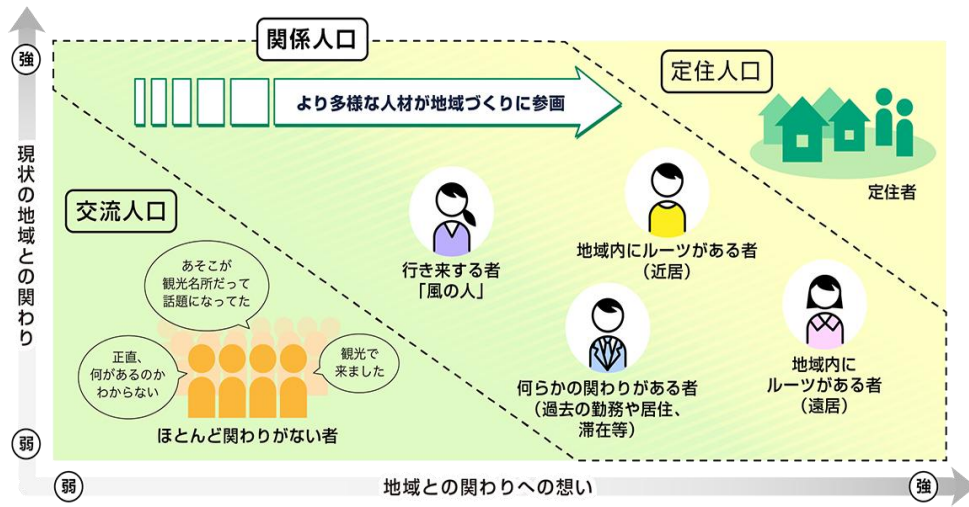 強
関係人口
定住人口
より多様な人材が地域づくりに参画
定住者
現状の地域との関わり
交流人口
行き来する者
「風の人」
地域内にルーツがある者
（近居）
あそこが
観光名所だって
話題になってた
正直、
何があるのか
わからない
観光で
来ました
ほとんど関わりがない者
何らかの関わりがある者
（過去の勤務や居住、
滞在等）
地域内に
ルーツがある者
（遠居）
弱
弱
地域との関わりへの想い
強